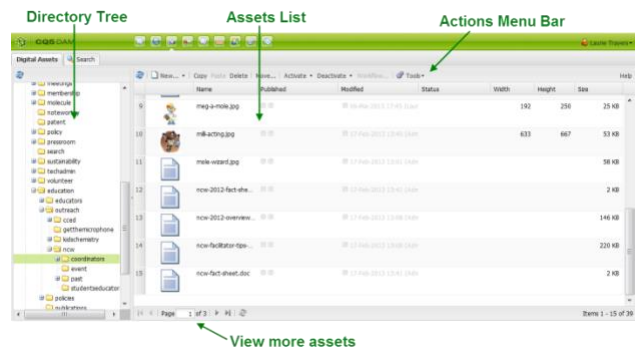 Directory Tree
Assets List
Actions Menu Bar
CQ5 DAM
Laurie Travers
Digital Assets
Search
New... Copy Paste Delete Move... Activate Deactivate Workflow... Tools Help
Name Published Modified Status Width Height Size
meetings
membership
molecule
noteworthy
patent
policy
pressroom
search
sustainability
techadmin
volunteer
education
educators
outreach
ccad
getthemicrophone
kidschemistry
ncw
coordinators
event
past
studentseducator
policies
publications
9 meg-a-mole.jpg 192 250 25 KB
10 mill-acting.jpg 633 667 53 KB
11 mole-wizard.jpg 58 KB
12 ncw-2012-fact-she... 2 KB
13 ncw-2012-overview... 146 KB
14 ncw-facilitator-tips-... 220 KB
15 ncw-fact-sheet.doc 2 KB
Page 1 of 3
Items 1 - 15 of 39
View more assets